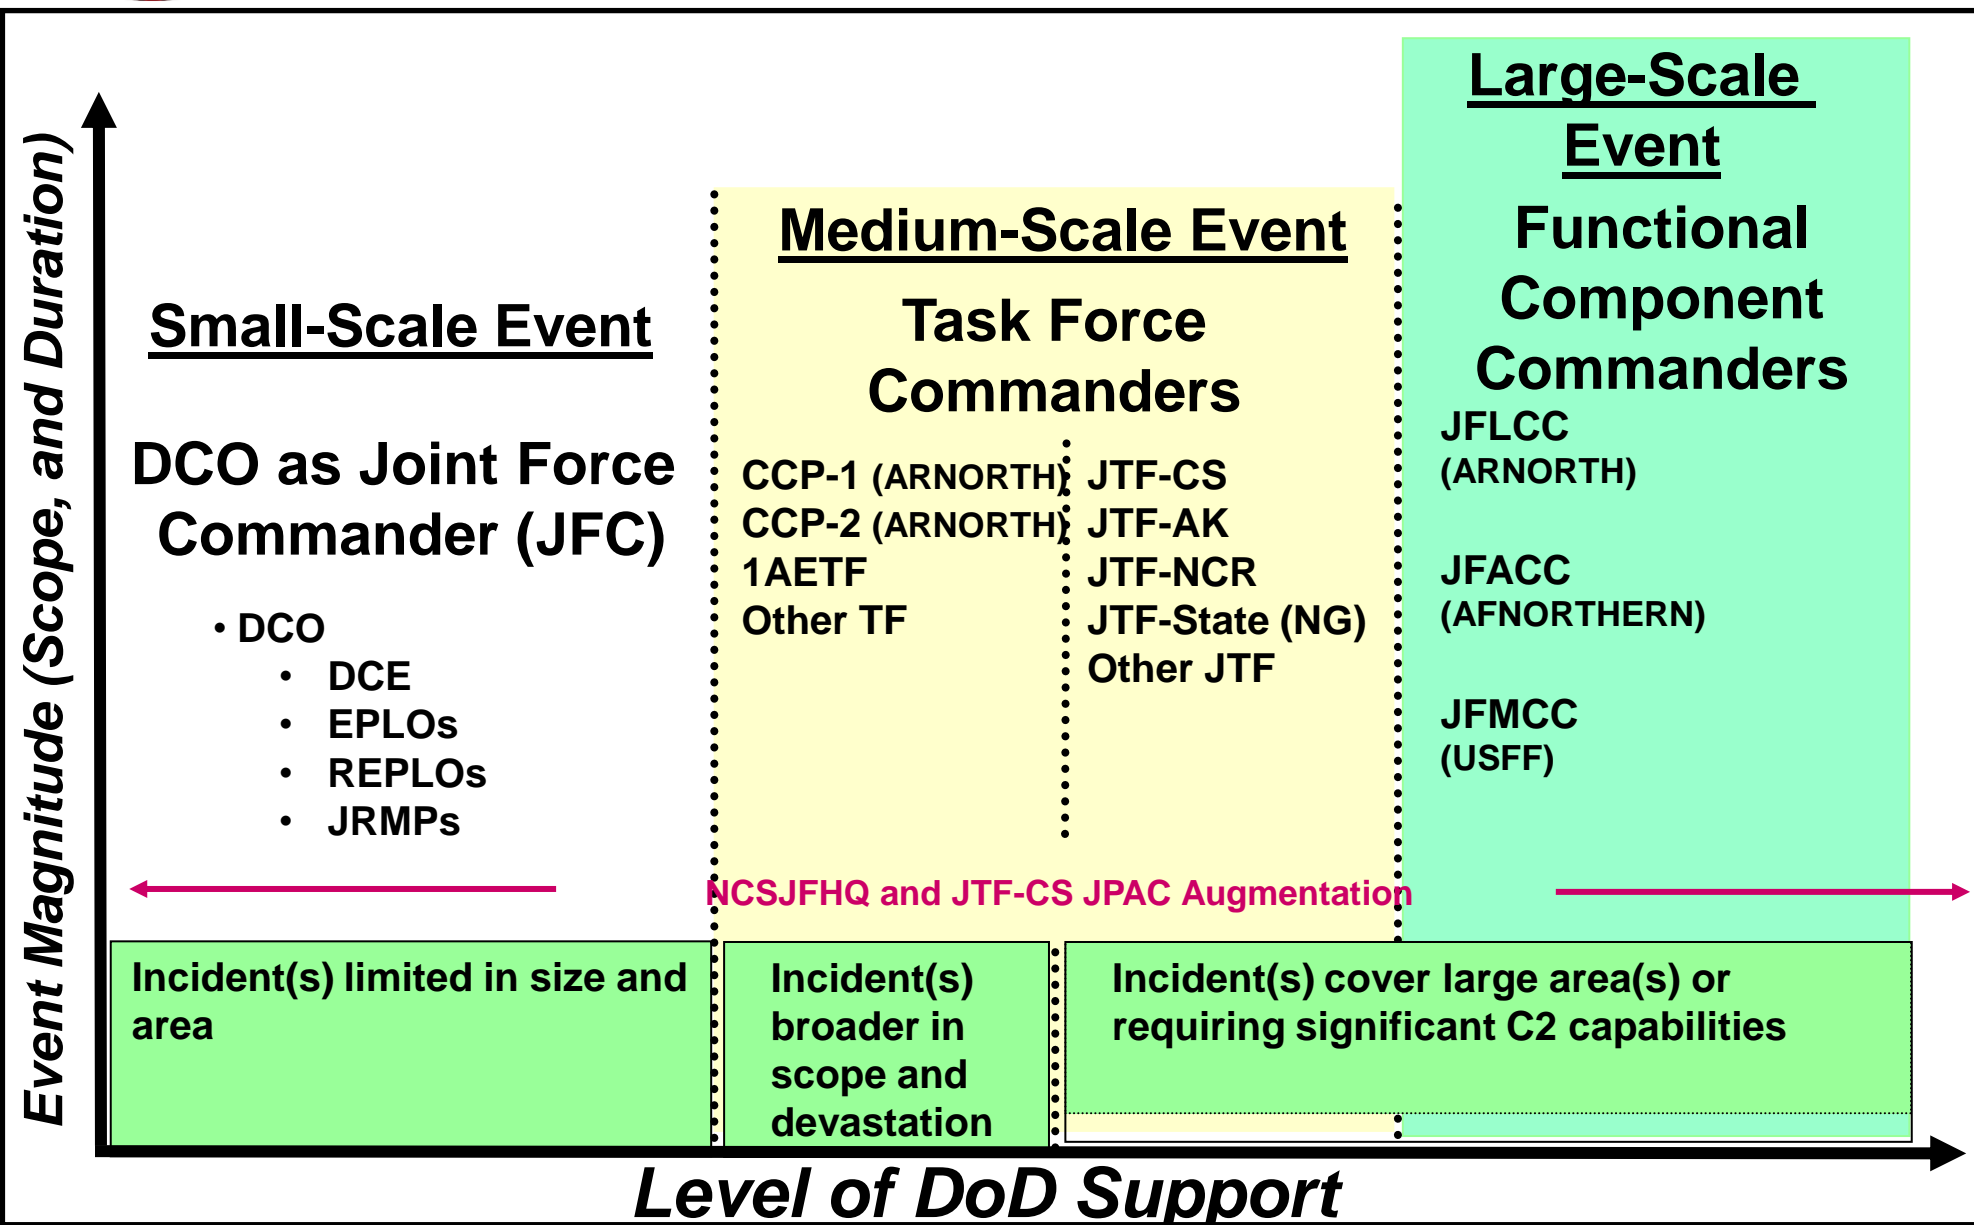 Event Magnitude (Scope, and Duration)
Small-Scale Event
DCO as Joint Force
Commander (JFC)
• DCO
• DCE
• EPLOs
• REPLOs
• JRMPs
Medium-Scale Event
Task Force
Commanders
CCP-1 (ARNORTH)
CCP-2 (ARNORTH)
1AETF
Other TF
JTF-CS
JTF-AK
JTF-NCR
JTF-State (NG)
Other JTF
Large-Scale
Event
Functional
Component
Commanders
JFLCC
(ARNORTH)
JFACC
(AFNORTHERN)
JFMCC
(USFF)
NCSJFHQ and JTF-CS JPAC Augmentation
Incident(s) limited in size and
area
Incident(s)
broader in
scope and
devastation
Incident(s) cover large area(s) or
requiring significant C2 capabilities
Level of DoD Support